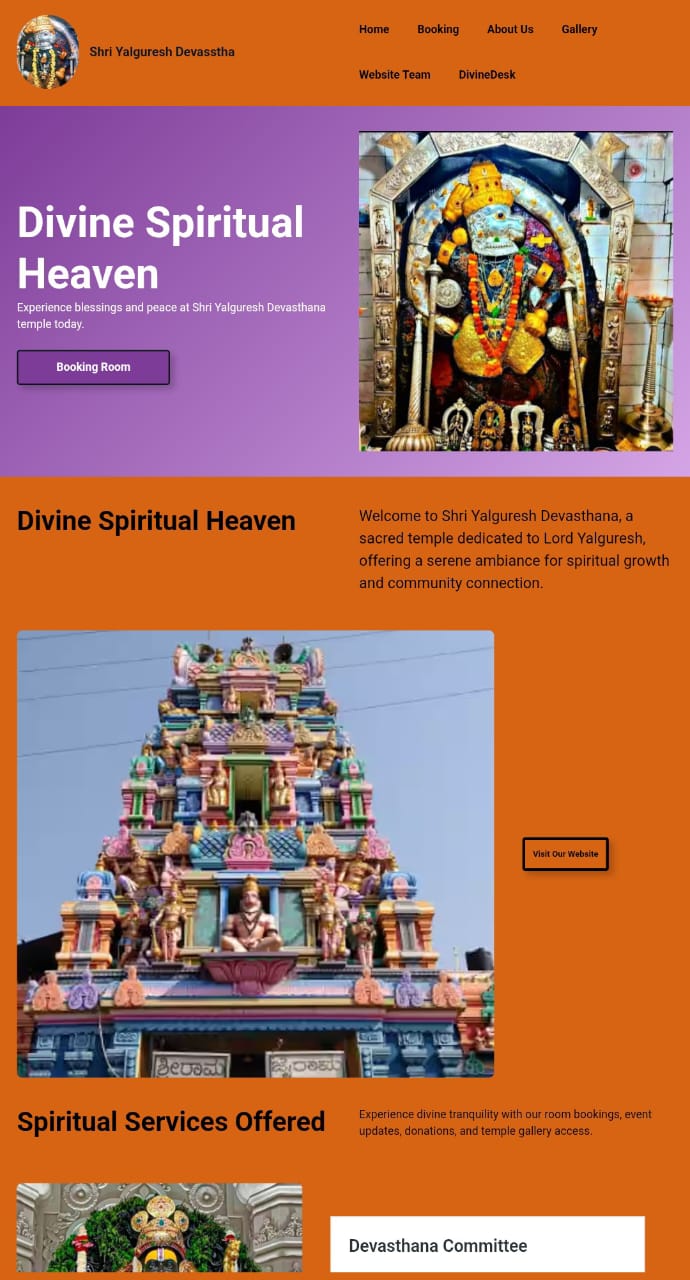 Shri Yalguresh Devasstha
Home Booking About Us Gallery
Website Team DivineDesk
Divine Spiritual
Heaven
Experience blessings and peace at Shri Yalguresh Devasthana
temple today.
Booking Room
Divine Spiritual Heaven
Welcome to Shri Yalguresh Devasthana, a
sacred temple dedicated to Lord Yalguresh,
offering a serene ambiance for spiritual growth
and community connection.
Visit Our Website
ಶ್ರೀರಾಮ ಜೈರಾಮ
Spiritual Services Offered
Experience divine tranquility with our room bookings, event
updates, donations, and temple gallery access.
Devasthana Committee